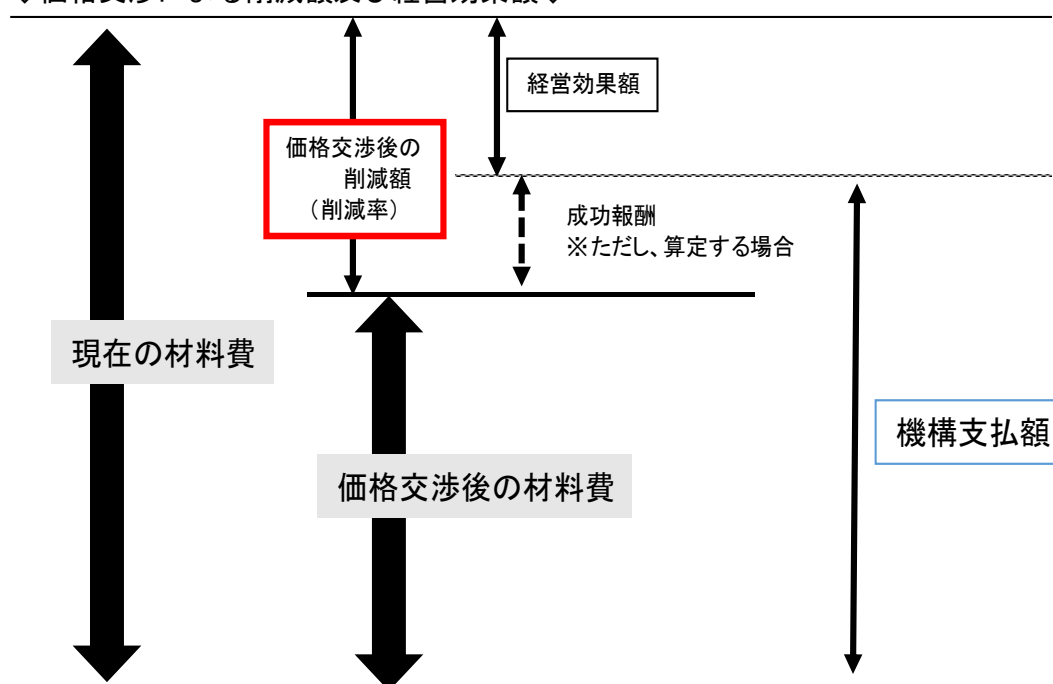 経営効果額
価格交渉後の
削減額
（削減率）
成功報酬
※ただし、算定する場合
現在の材料費
機構支払額
価格交渉後の材料費